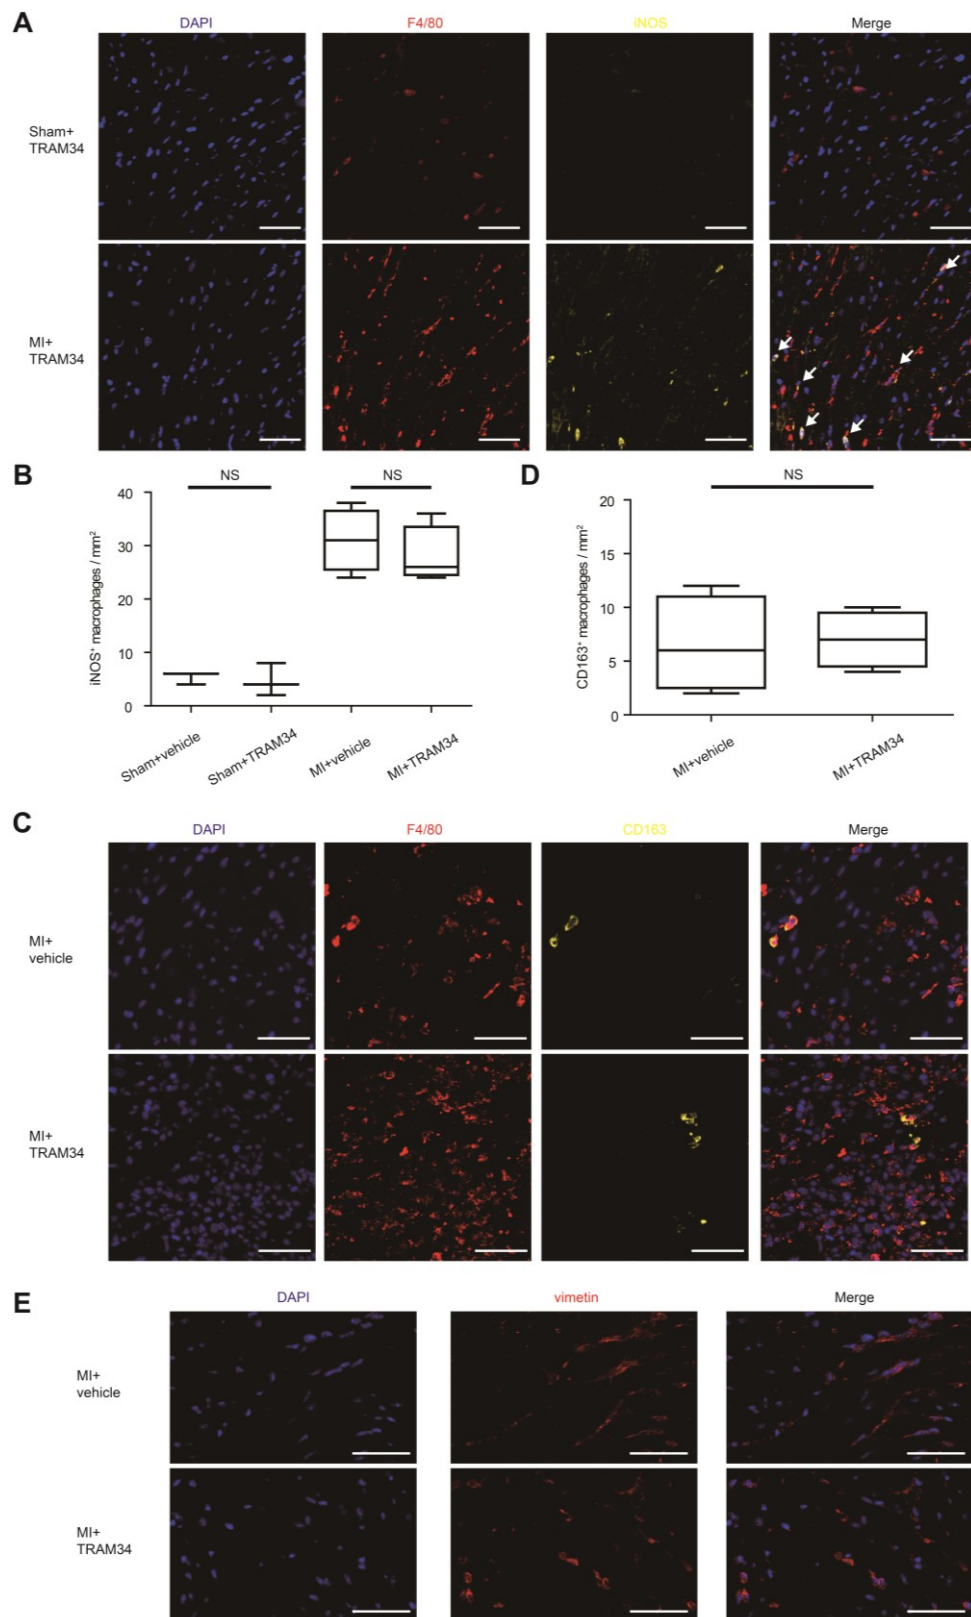 A
DAPI F4/80 iNOS Merge
Sham+
TRAM34
MI+
TRAM34
B
NS NS
iNOS⁺ macrophages / mm²
40
30
20
10
0
Sham+vehicle Sham+TRAM34 MI+vehicle MI+TRAM34
D
NS
CD163⁺ macrophages / mm²
20
15
10
5
0
MI+vehicle MI+TRAM34
C
DAPI F4/80 CD163 Merge
MI+
vehicle
MI+
TRAM34
E
DAPI vimetin Merge
MI+
vehicle
MI+
TRAM34